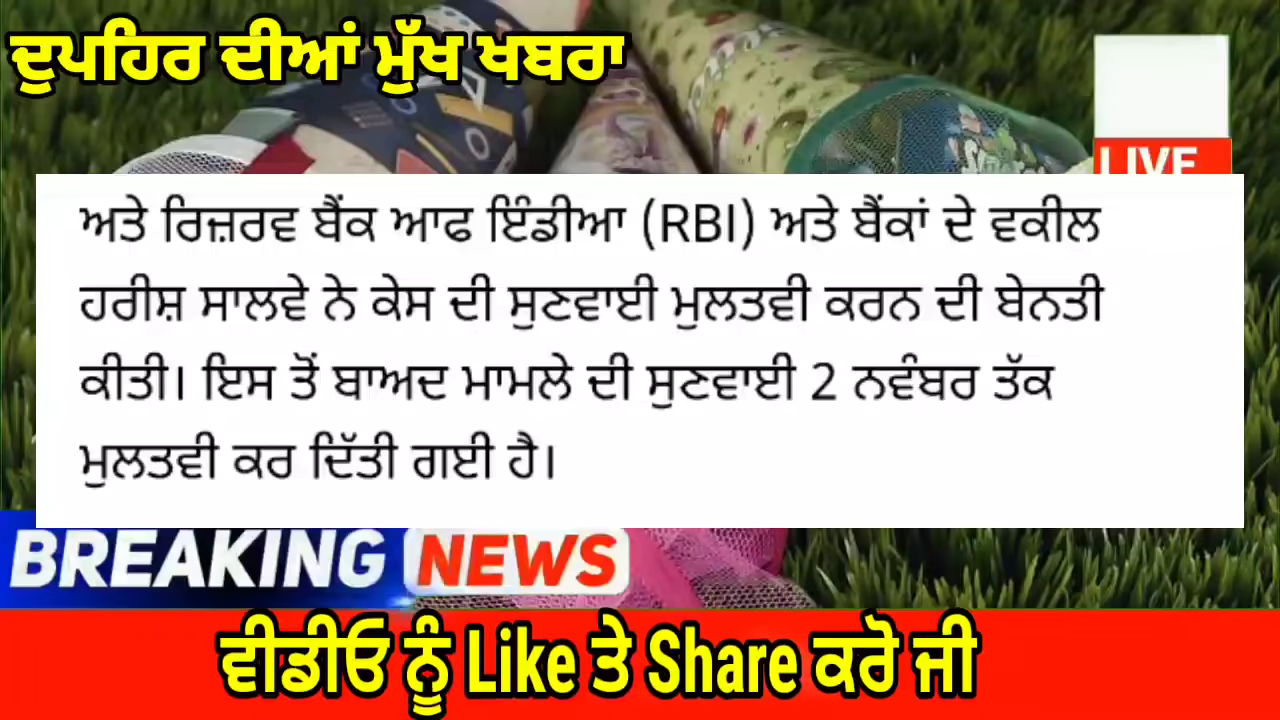 ਦੁਪਹਿਰ ਦੀਆਂ ਮੁੱਖ ਖਬਰਾ
LIVE
ਅਤੇ ਰਿਜ਼ਰਵ ਬੈਂਕ ਆਫ ਇੰਡੀਆ (RBI) ਅਤੇ ਬੈਂਕਾਂ ਦੇ ਵਕੀਲ
ਹਰੀਸ਼ ਸਾਲਵੇ ਨੇ ਕੇਸ ਦੀ ਸੁਣਵਾਈ ਮੁਲਤਵੀ ਕਰਨ ਦੀ ਬੇਨਤੀ
ਕੀਤੀ। ਇਸ ਤੋਂ ਬਾਅਦ ਮਾਮਲੇ ਦੀ ਸੁਣਵਾਈ 2 ਨਵੰਬਰ ਤੱਕ
ਮੁਲਤਵੀ ਕਰ ਦਿੱਤੀ ਗਈ ਹੈ।
BREAKING NEWS
ਵੀਡੀਓ ਨੂੰ Like ਤੇ Share ਕਰੋ ਜੀ